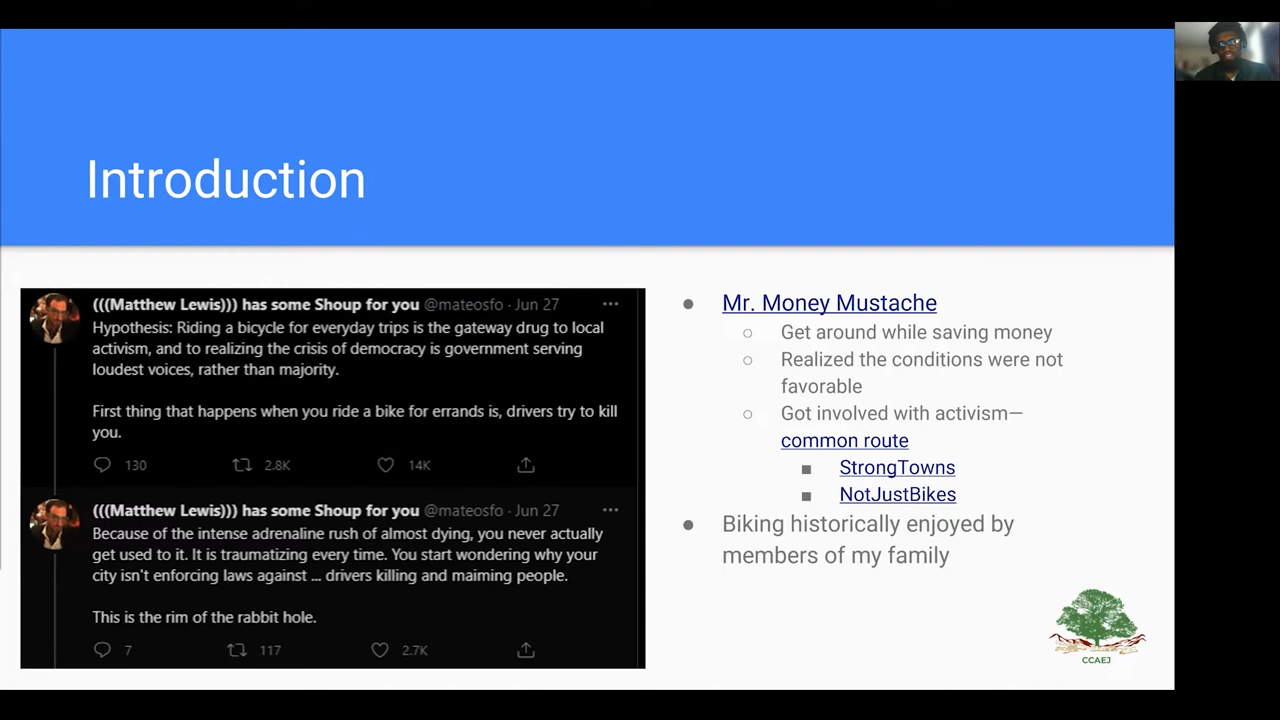 Introduction
(((Matthew Lewis))) has some Shoup for you @mateosfo · Jun 27 ···
Hypothesis: Riding a bicycle for everyday trips is the gateway drug to local
activism, and to realizing the crisis of democracy is government serving
loudest voices, rather than majority.
First thing that happens when you ride a bike for errands is, drivers try to kill
you.
130 2.8K 14K
(((Matthew Lewis))) has some Shoup for you @mateosfo · Jun 27 ···
Because of the intense adrenaline rush of almost dying, you never actually
get used to it. It is traumatizing every time. You start wondering why your
city isn't enforcing laws against ... drivers killing and maiming people.
This is the rim of the rabbit hole.
7 117 2.7K
● Mr. Money Mustache
○ Get around while saving money
○ Realized the conditions were not
favorable
○ Got involved with activism—
common route
■ StrongTowns
■ NotJustBikes
● Biking historically enjoyed by
members of my family
CCAEJ